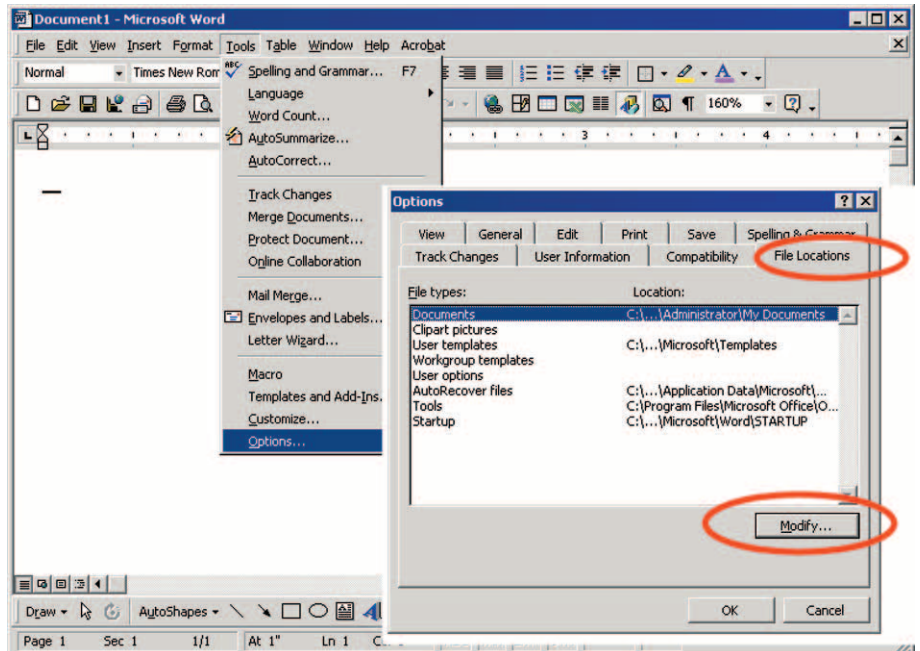 Document1 - Microsoft Word
File Edit View Insert Format Tools Table Window Help Acrobat
Normal Times New Rom
160%
Spelling and Grammar... F7
Language
Word Count...
AutoSummarize...
AutoCorrect...
Track Changes
Merge Documents...
Protect Document...
Online Collaboration
Mail Merge...
Envelopes and Labels...
Letter Wizard...
Macro
Templates and Add-Ins.
Customize...
Options...
3 4
Options
View General Edit Print Save Spelling & Grammar
Track Changes User Information Compatibility File Locations
File types: Location:
Documents C:\...\Administrator\My Documents
Clipart pictures
User templates C:\...\Microsoft\Templates
Workgroup templates
User options
AutoRecover files C:\...\Application Data\Microsoft\...
Tools C:\Program Files\Microsoft Office\O...
Startup C:\...\Microsoft\Word\STARTUP
Modify...
OK Cancel
Draw AutoShapes
Page 1 Sec 1 1/1 At 1" Ln 1